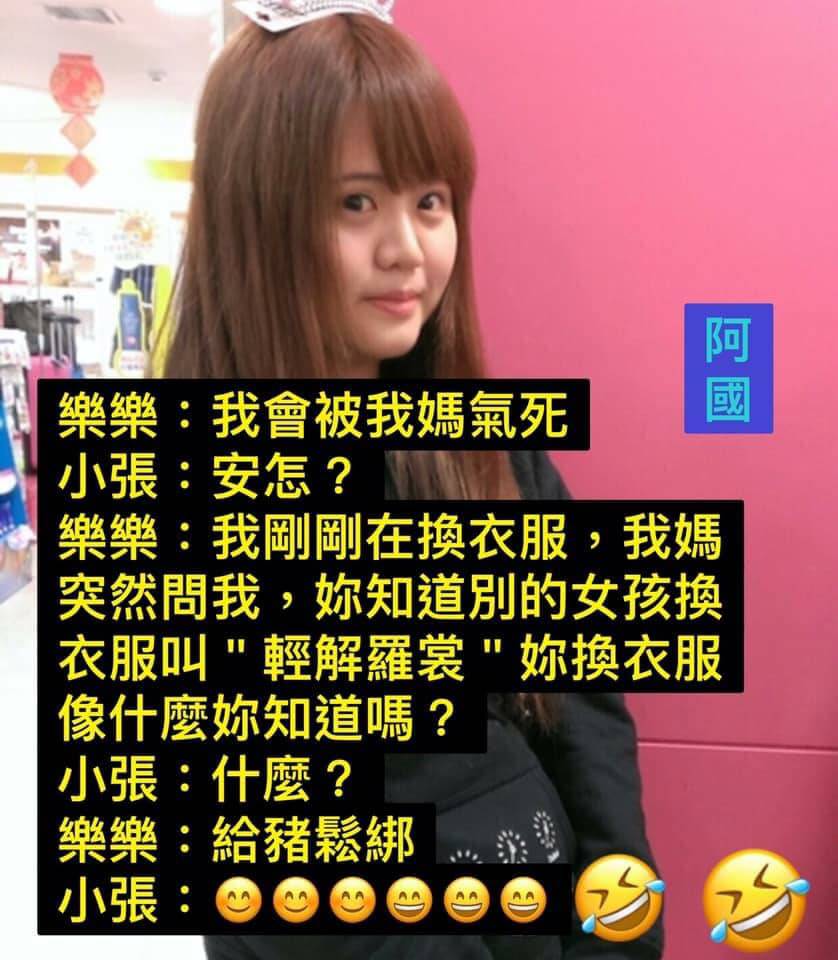 阿
國
樂樂：我會被我媽氣死
小張：安怎？
樂樂：我剛剛在換衣服，我媽
突然問我，妳知道別的女孩換
衣服叫＂輕解羅裳＂妳換衣服
像什麼妳知道嗎？
小張：什麼？
樂樂：給豬鬆綁
小張：😊😊😊😄😄😄🤣🤣